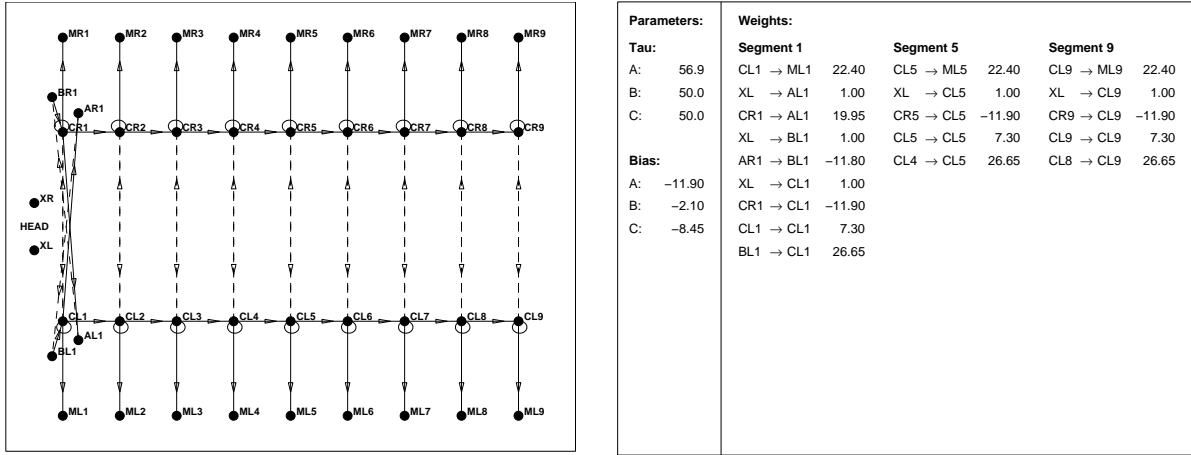 MR1 MR2 MR3 MR4 MR5 MR6 MR7 MR8 MR9
BR1
AR1
CR1 CR2 CR3 CR4 CR5 CR6 CR7 CR8 CR9
XR
HEAD
XL
CL1 CL2 CL3 CL4 CL5 CL6 CL7 CL8 CL9
AL1
BL1
ML1 ML2 ML3 ML4 ML5 ML6 ML7 ML8 ML9
Parameters: Weights:
Tau: Segment 1 Segment 5 Segment 9
A: 56.9 CL1 → ML1 22.40 CL5 → ML5 22.40 CL9 → ML9 22.40
B: 50.0 XL → AL1 1.00 XL → CL5 1.00 XL → CL9 1.00
C: 50.0 CR1 → AL1 19.95 CR5 → CL5 −11.90 CR9 → CL9 −11.90
XL → BL1 1.00 CL5 → CL5 7.30 CL9 → CL9 7.30
Bias: AR1 → BL1 −11.80 CL4 → CL5 26.65 CL8 → CL9 26.65
A: −11.90 XL → CL1 1.00
B: −2.10 CR1 → CL1 −11.90
C: −8.45 CL1 → CL1 7.30
BL1 → CL1 26.65